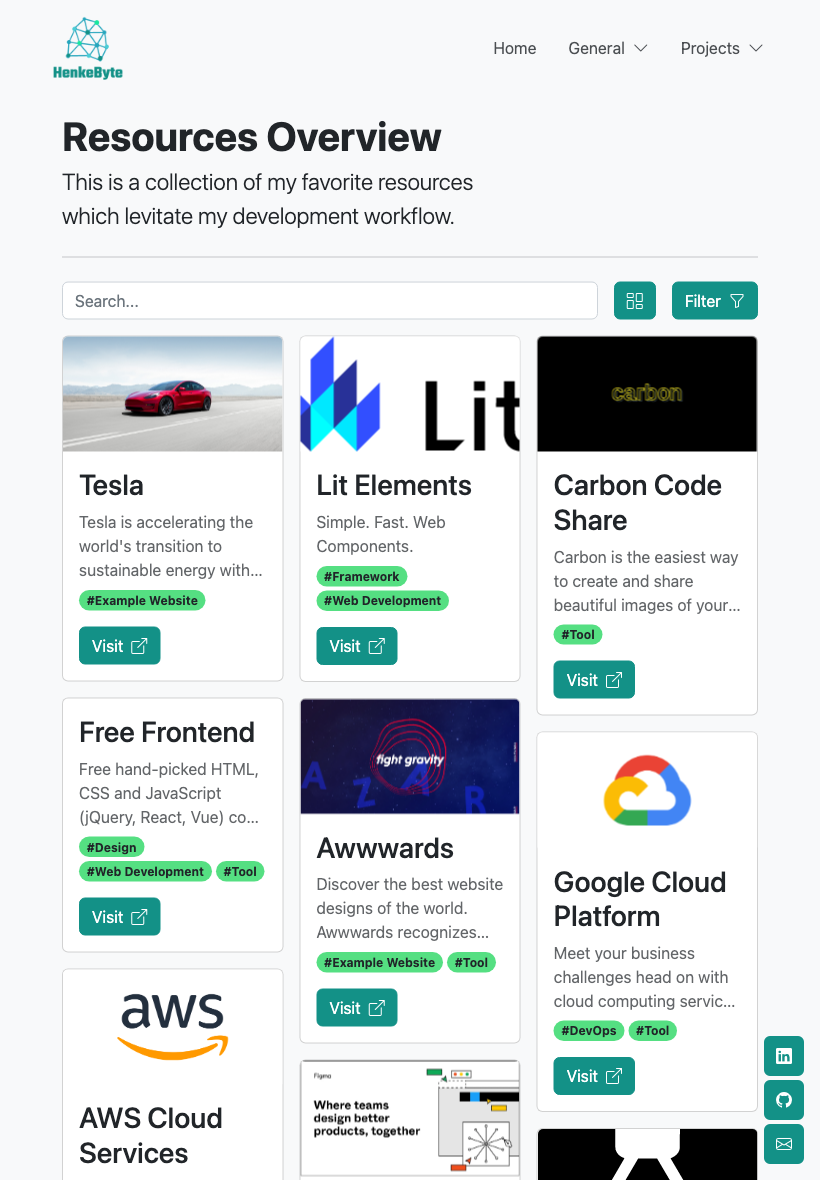 HenkeByte
Home
General
Projects
Resources Overview
This is a collection of my favorite resources
which levitate my development workflow.
Search...
Filter
Tesla
Tesla is accelerating the
world's transition to
sustainable energy with...
#Example Website
Visit
Lit
Lit Elements
Simple. Fast. Web
Components.
#Framework
#Web Development
Visit
carbon
Carbon Code
Share
Carbon is the easiest way
to create and share
beautiful images of your...
#Tool
Visit
Free Frontend
Free hand-picked HTML,
CSS and JavaScript
(jQuery, React, Vue) co...
#Design
#Web Development #Tool
Visit
fight gravity
A Z A R
Awwwards
Discover the best website
designs of the world.
Awwwards recognizes...
#Example Website #Tool
Visit
Google Cloud
Platform
Meet your business
challenges head on with
cloud computing servic...
#DevOps #Tool
Visit
aws
AWS Cloud
Services
Figma
Where teams
design better
products, together
in